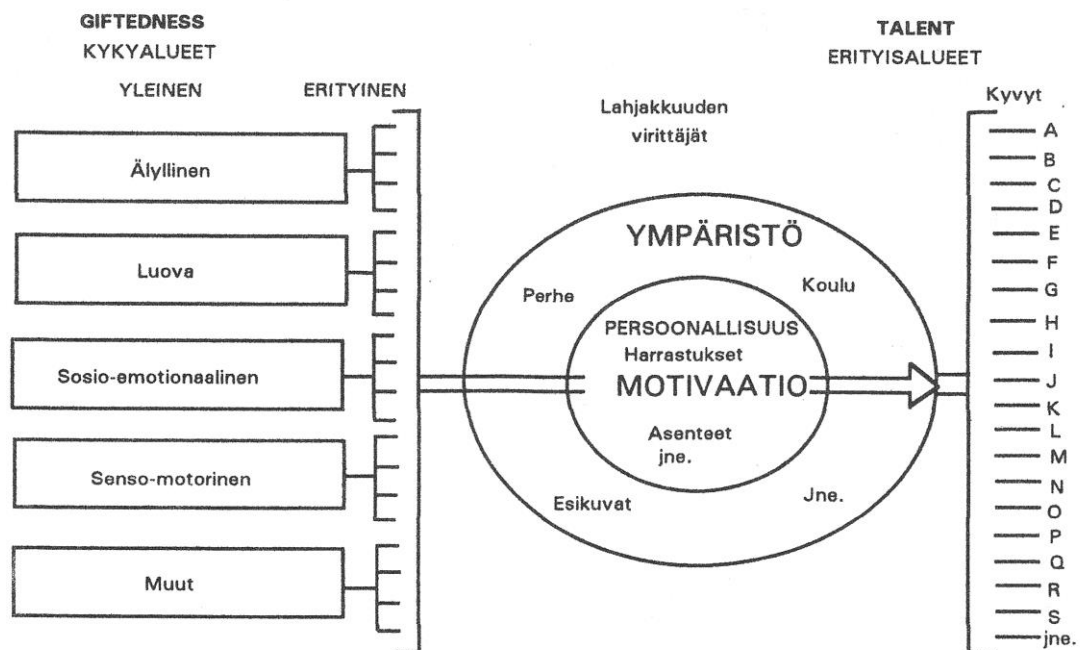 GIFTEDNESS
KYKYALUEET
YLEINEN
ERITYINEN
Älyllinen
Luova
Sosio-emotionaalinen
Senso-motorinen
Muut
Lahjakkuuden
virittäjät
YMPÄRISTÖ
Perhe
Koulu
PERSOONALLISUUS
Harrastukset
MOTIVAATIO
Asenteet
jne.
Esikuvat
Jne.
TALENT
ERITYISALUEET
Kyvyt
A
B
C
D
E
F
G
H
I
J
K
L
M
N
O
P
Q
R
S
jne.